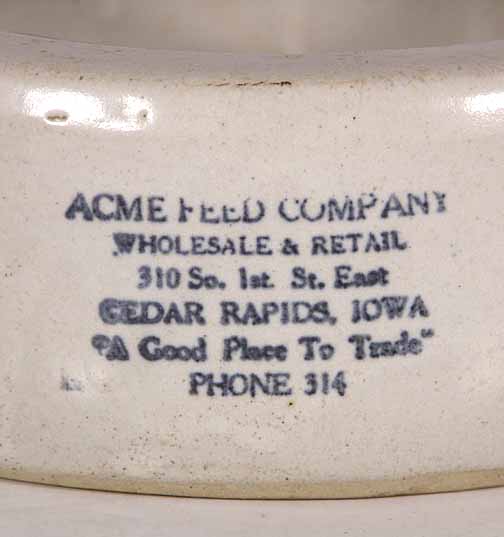 ACME FEED COMPANY
WHOLESALE & RETAIL
310 So. 1st. St. East
CEDAR RAPIDS, IOWA
"A Good Place To Trade"
PHONE 314